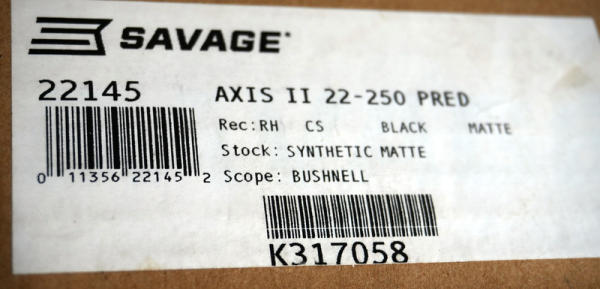 SAVAGE
22145 AXIS II 22-250 PRED
Rec:RH CS BLACK MATTE
Stock: SYNTHETIC MATTE
0 11356 22145 2 Scope: BUSHNELL
K317058